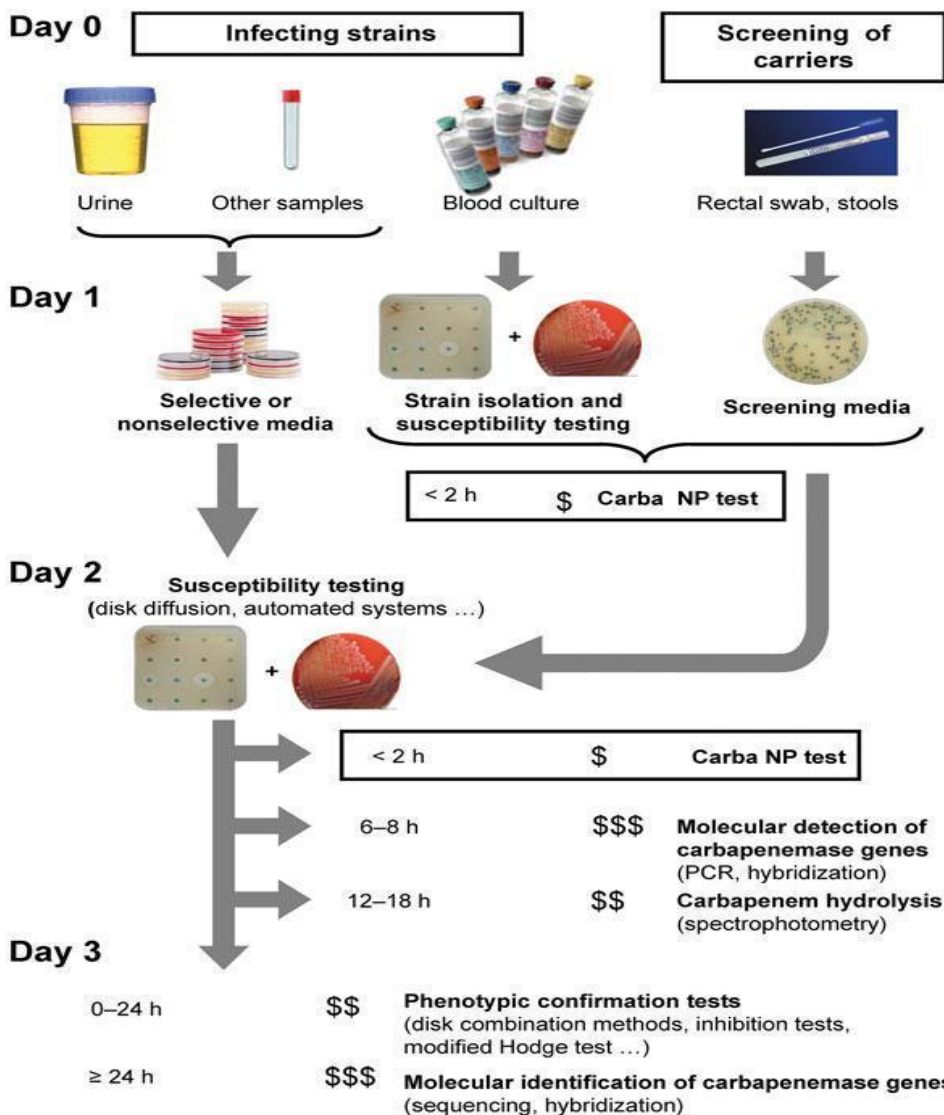 Day 0
Infecting strains
Screening of
carriers
Urine
Other samples
Blood culture
Rectal swab, stools
Day 1
Selective or
nonselective media
+
Strain isolation and
susceptibility testing
Screening media
< 2 h $ Carba NP test
Day 2
Susceptibility testing
(disk diffusion, automated systems …)
+
< 2 h $ Carba NP test
6–8 h $$$ Molecular detection of
carbapenemase genes
(PCR, hybridization)
12–18 h $$ Carbapenem hydrolysis
(spectrophotometry)
Day 3
0–24 h $$ Phenotypic confirmation tests
(disk combination methods, inhibition tests,
modified Hodge test …)
≥ 24 h $$$ Molecular identification of carbapenemase genes
(sequencing, hybridization)